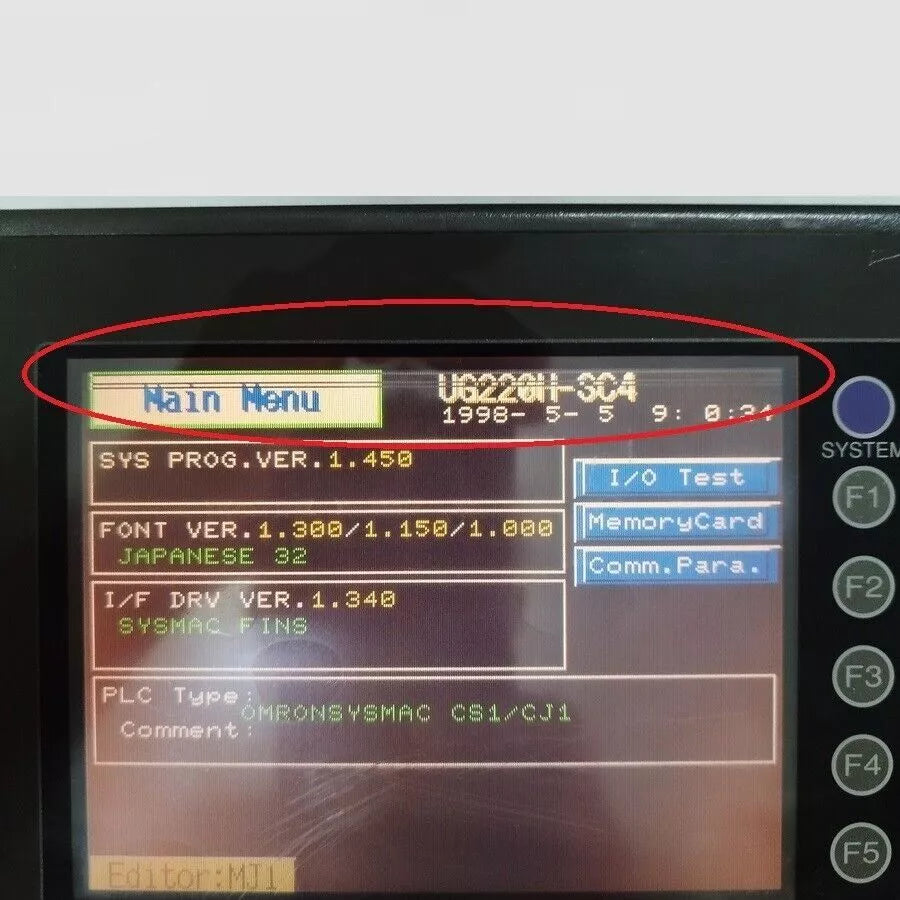 Main Menu
UG220H-3C4
1998- 5- 5 9: 0:34
SYSTEM
SYS PROG.VER.1.450
I/O Test
F1
FONT VER.1.300/1.150/1.000
JAPANESE 32
MemoryCard
Comm.Para.
F2
I/F DRV VER.1.340
SYSMAC FINS
F3
PLC Type:
OMRONSYSMAC CS1/CJ1
Comment:
F4
F5
Editor:MJ1